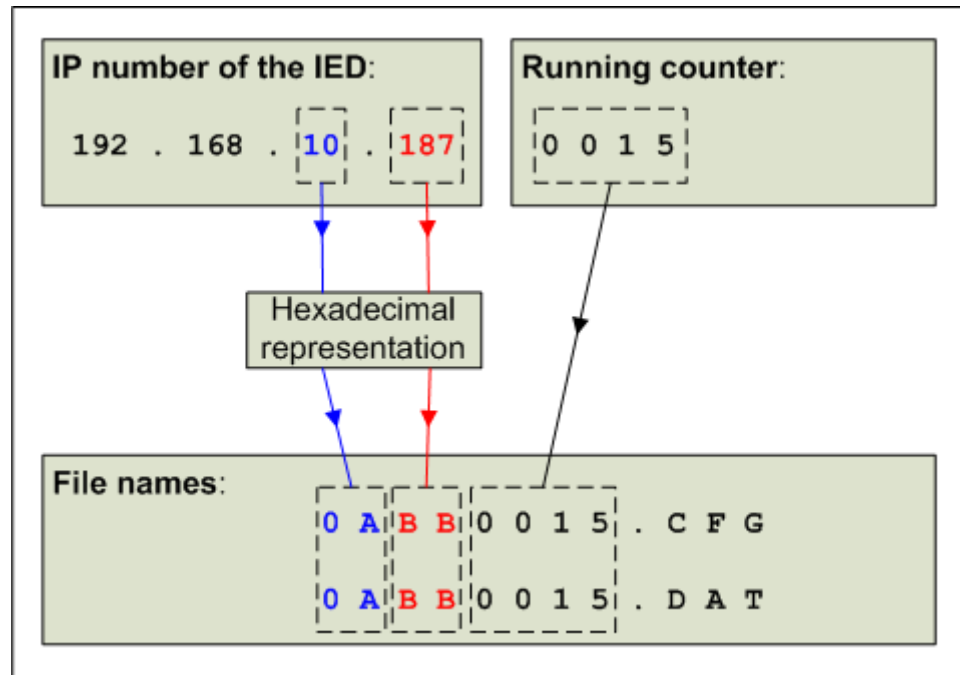 IP number of the IED:
192 . 168 . 10 . 187
Running counter:
0 0 1 5
Hexadecimal
representation
File names:
0 A B B 0 0 1 5 . C F G
0 A B B 0 0 1 5 . D A T